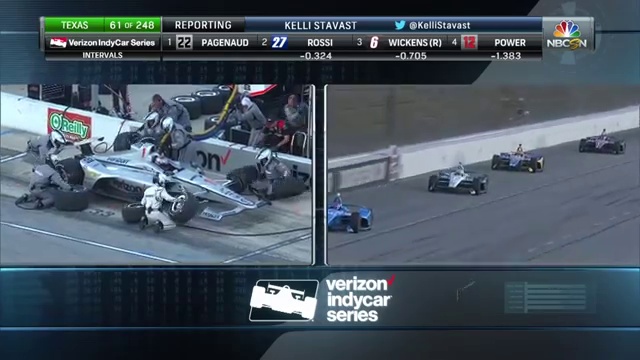 TEXAS 61 OF 248 REPORTING KELLI STAVAST @KelliStavast
Verizon IndyCar Series 1 22 PAGENAUD 2 27 ROSSI 3 6 WICKENS (R) 4 12 POWER
INTERVALS -0.324 -0.705 -1.383
NBCSN
O'Reilly
verizon
indycar
series